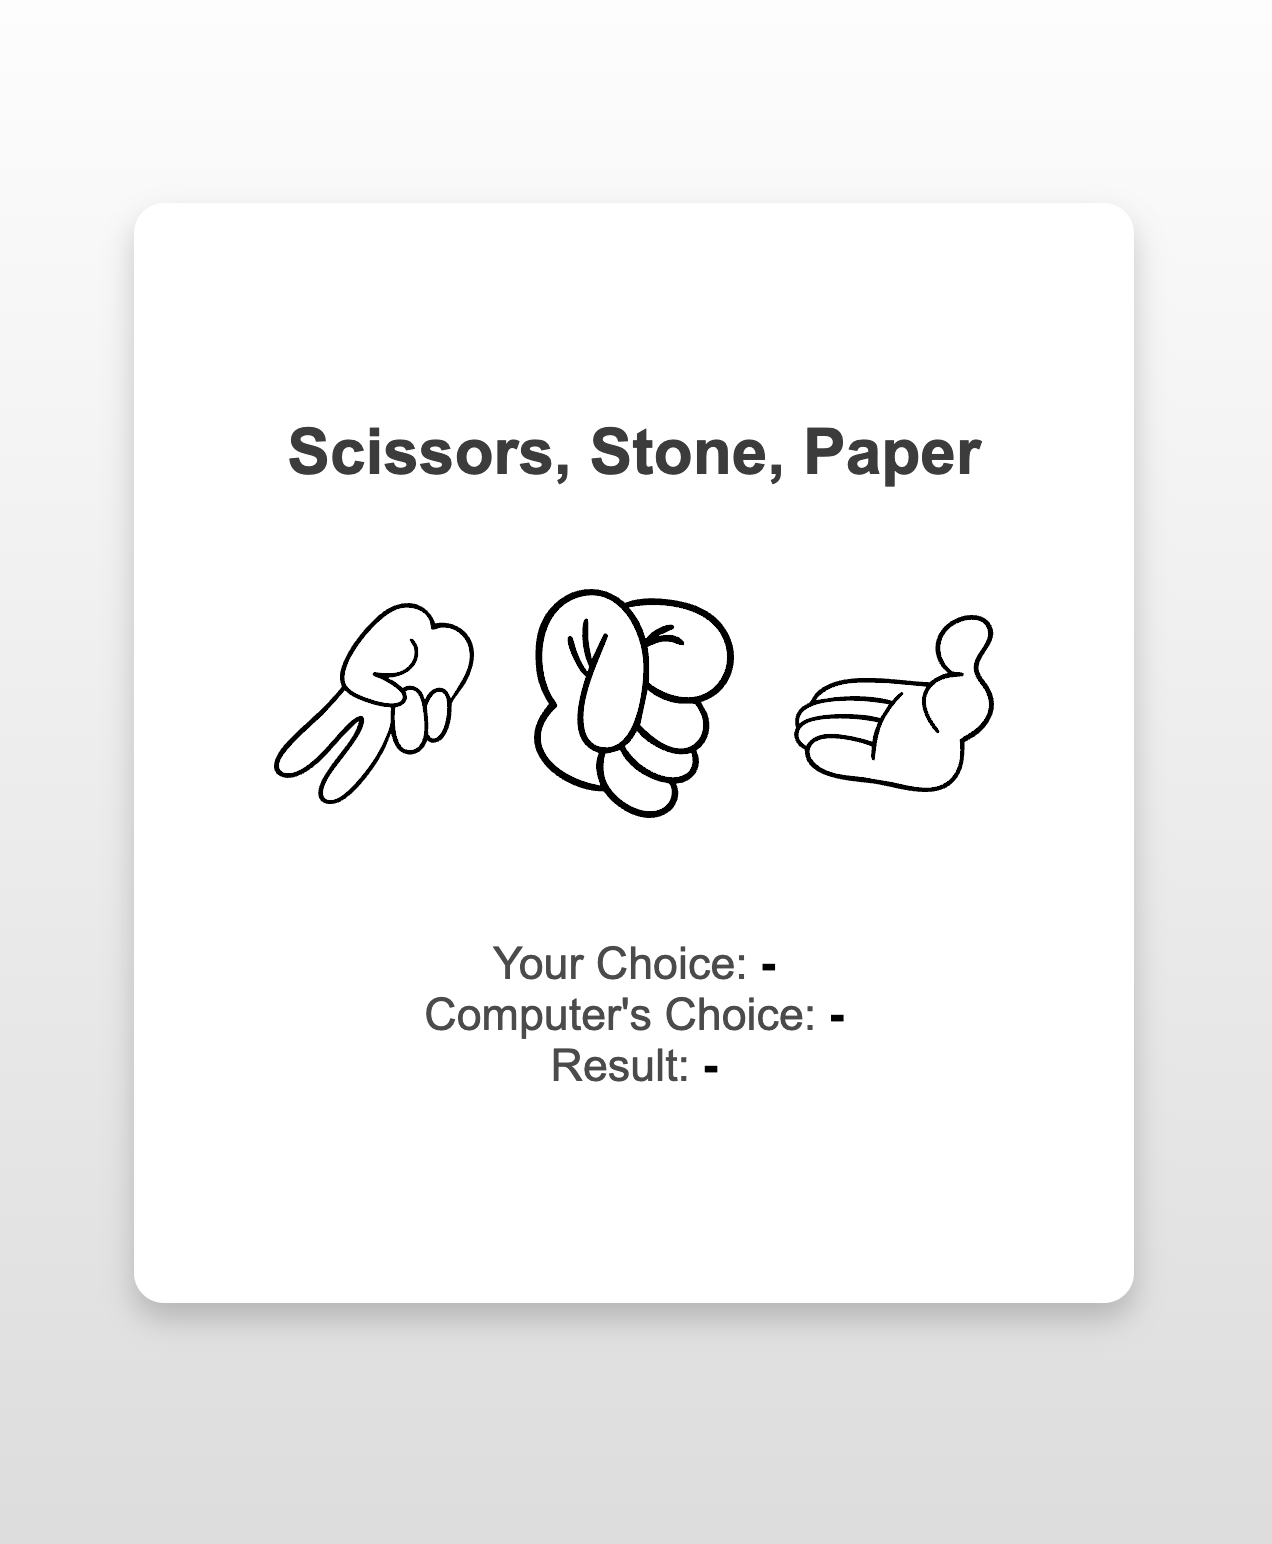 Scissors, Stone, Paper
Your Choice: -
Computer's Choice: -
Result: -